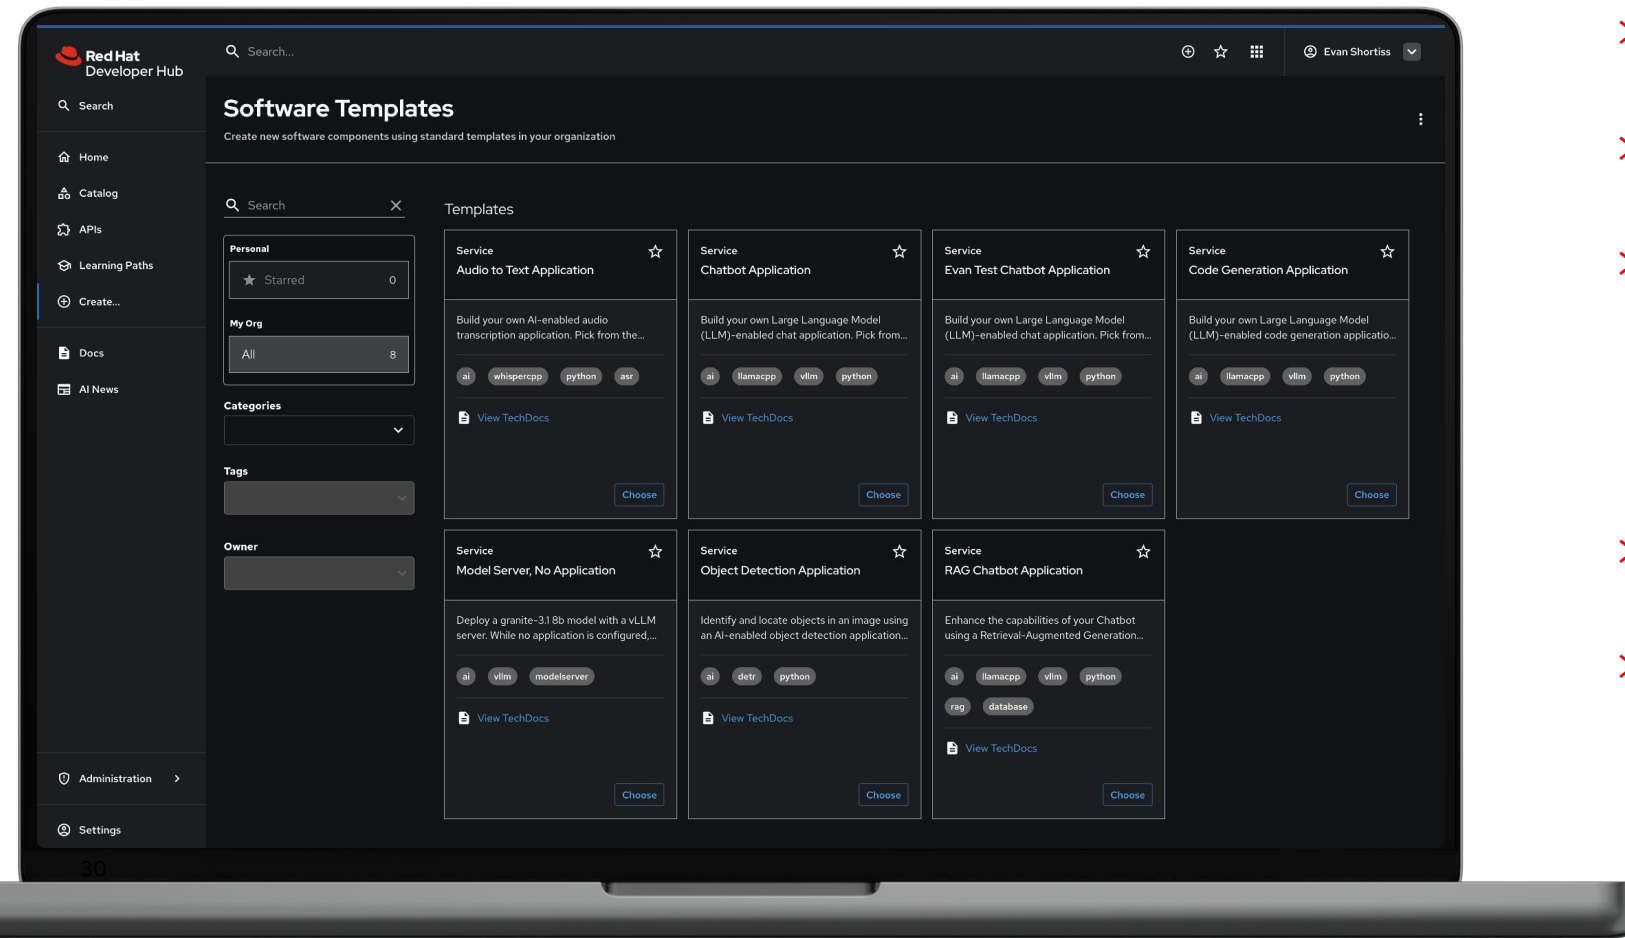 Red Hat
Developer Hub
Search...
Evan Shortiss
Search
Home
Catalog
APIs
Learning Paths
Create...
Docs
AI News
Administration
Settings
Software Templates
Create new software components using standard templates in your organization
Search
Personal
Starred 0
My Org
All 8
Categories
Tags
Owner
Templates
Service
Audio to Text Application
Build your own AI-enabled audio
transcription application. Pick from the...
ai whispercpp python asr
View TechDocs
Choose
Service
Chatbot Application
Build your own Large Language Model
(LLM)-enabled chat application. Pick from...
ai llamacpp vllm python
View TechDocs
Choose
Service
Evan Test Chatbot Application
Build your own Large Language Model
(LLM)-enabled chat application. Pick from...
ai llamacpp vllm python
View TechDocs
Choose
Service
Code Generation Application
Build your own Large Language Model
(LLM)-enabled code generation applicatio...
ai llamacpp vllm python
View TechDocs
Choose
Service
Model Server, No Application
Deploy a granite-3.1 8b model with a vLLM
server. While no application is configured,...
ai vllm modelserver
View TechDocs
Choose
Service
Object Detection Application
Identify and locate objects in an image using
an AI-enabled object detection application...
ai detr python
View TechDocs
Choose
Service
RAG Chatbot Application
Enhance the capabilities of your Chatbot
using a Retrieval-Augmented Generation...
ai llamacpp vllm python
rag database
View TechDocs
Choose
30